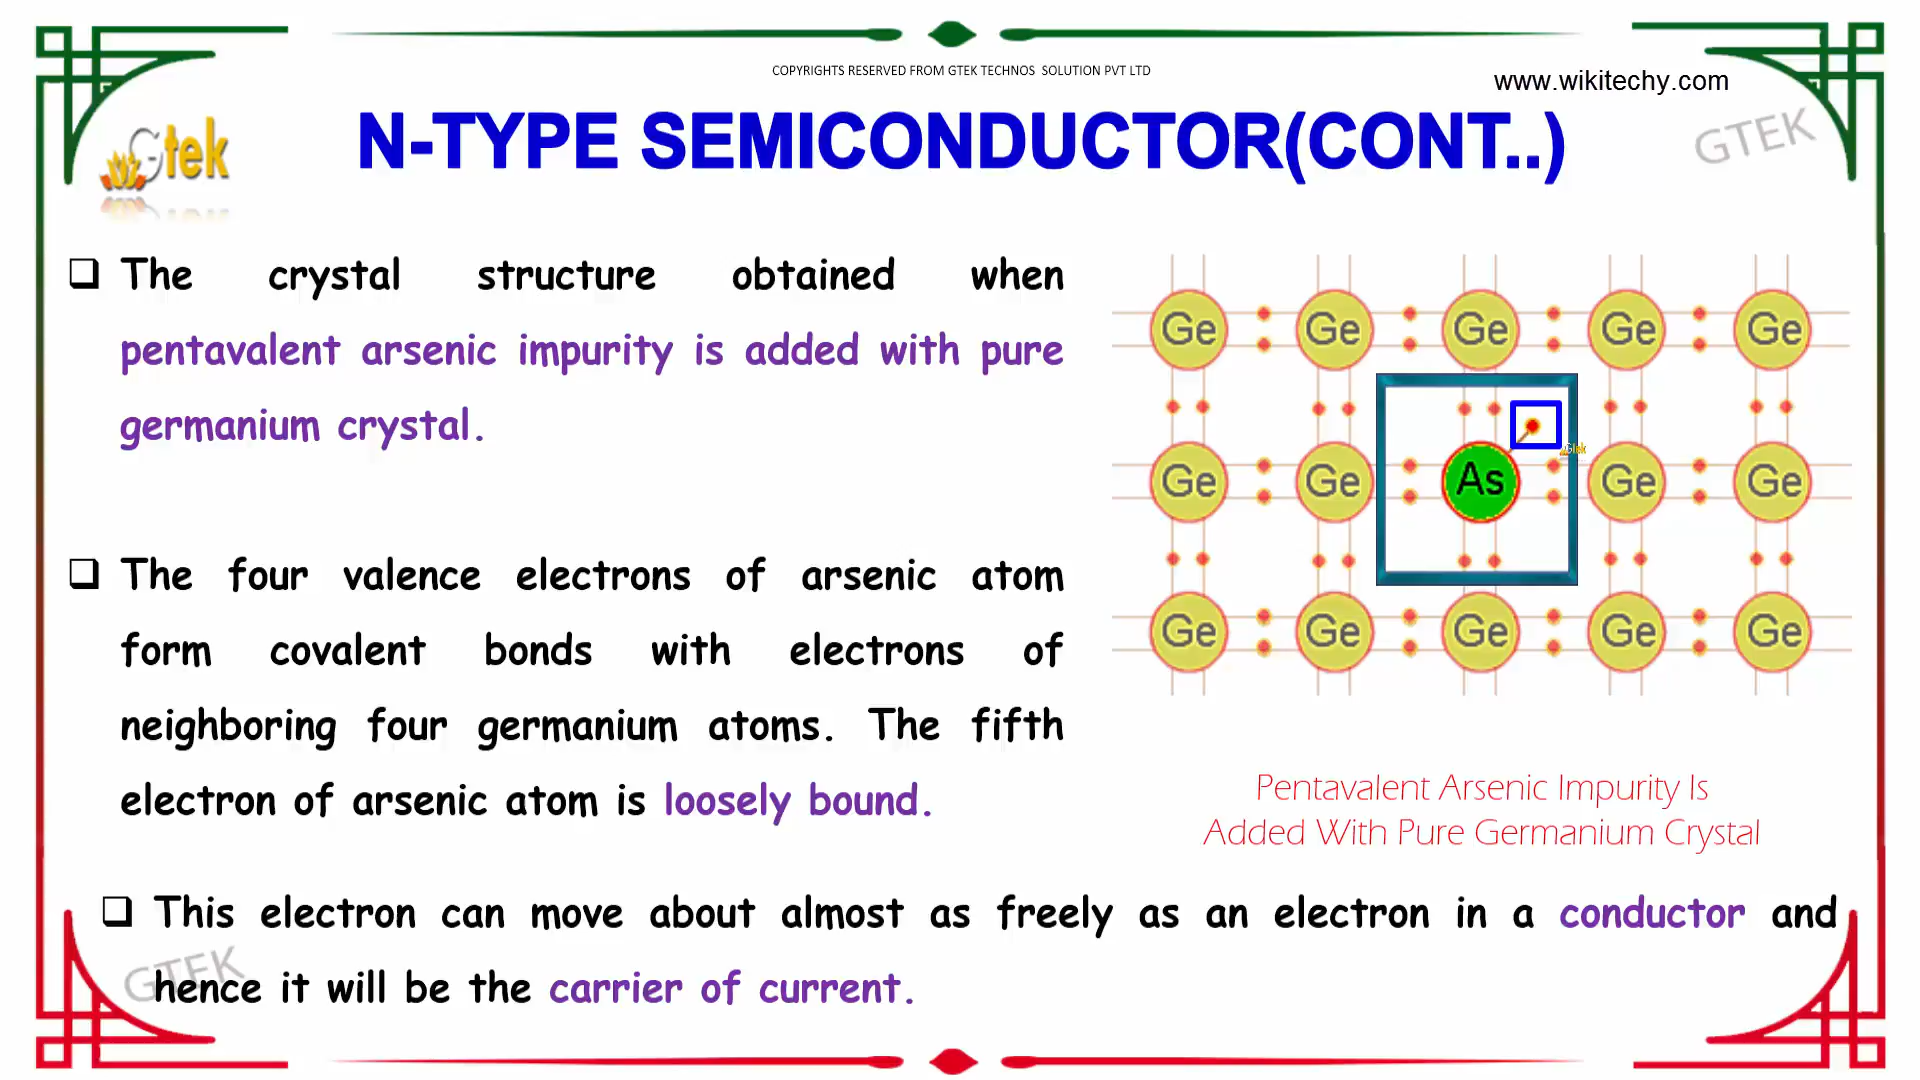 COPYRIGHTS RESERVED FROM GTEK TECHNOS SOLUTION PVT LTD
www.wikitechy.com
Gtek
N-TYPE SEMICONDUCTOR(CONT..)
GTEK
❑ The crystal structure obtained when
pentavalent arsenic impurity is added with pure
germanium crystal.
❑ The four valence electrons of arsenic atom
form covalent bonds with electrons of
neighboring four germanium atoms. The fifth
electron of arsenic atom is loosely bound.
Ge Ge Ge Ge Ge
Gtek
Ge Ge As Ge Ge
Ge Ge Ge Ge Ge
Pentavalent Arsenic Impurity Is
Added With Pure Germanium Crystal
❑ This electron can move about almost as freely as an electron in a conductor and
hence it will be the carrier of current.
GTEK
GTEK